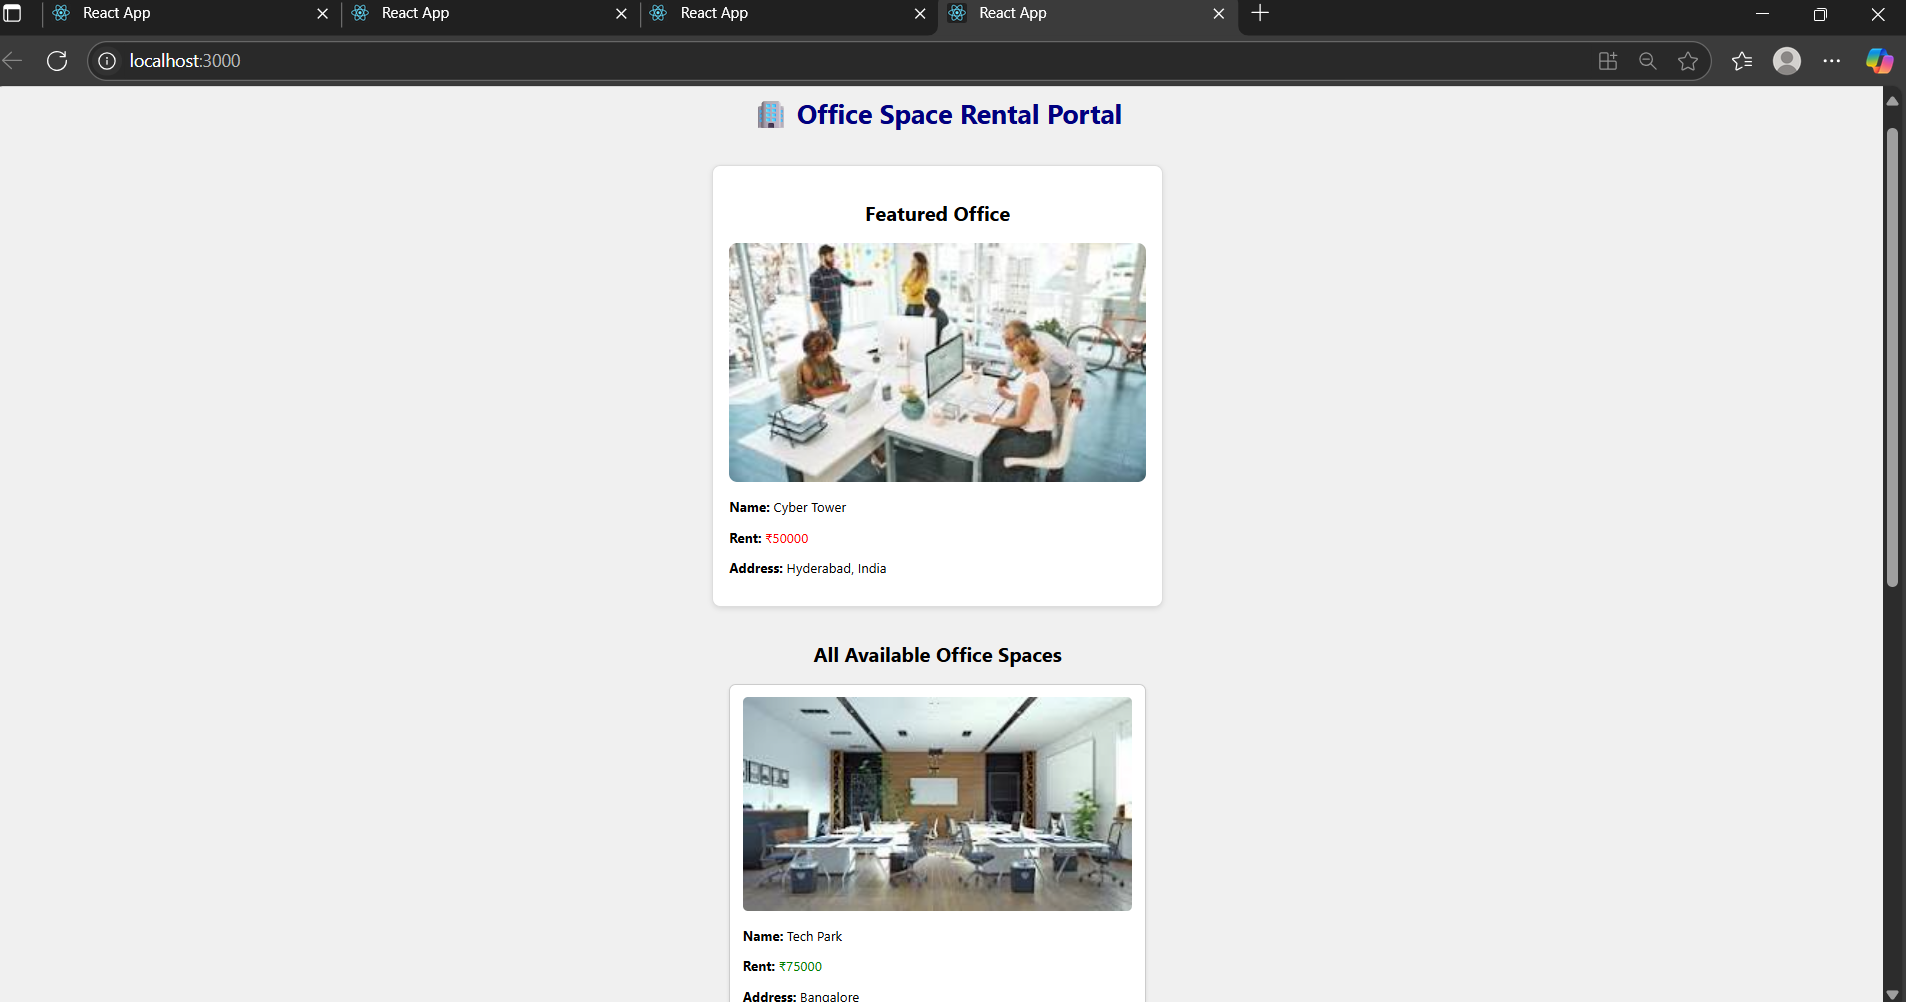 React App
React App
React App
React App
localhost:3000
Office Space Rental Portal
Featured Office
Name: Cyber Tower
Rent: ₹50000
Address: Hyderabad, India
All Available Office Spaces
Name: Tech Park
Rent: ₹75000
Address: Bangalore